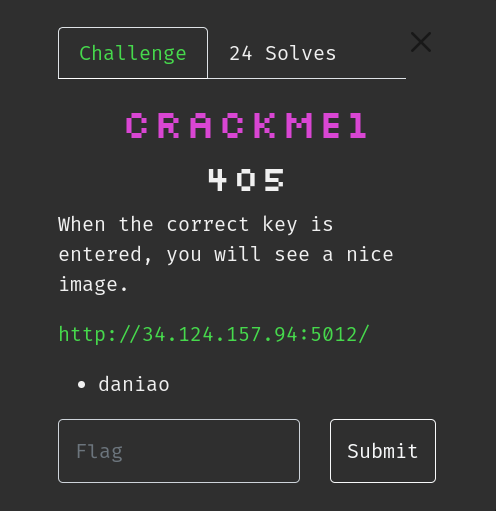 Challenge 24 Solves
CRACKME1
405
When the correct key is
entered, you will see a nice
image.
http://34.124.157.94:5012/
• daniao
Flag Submit